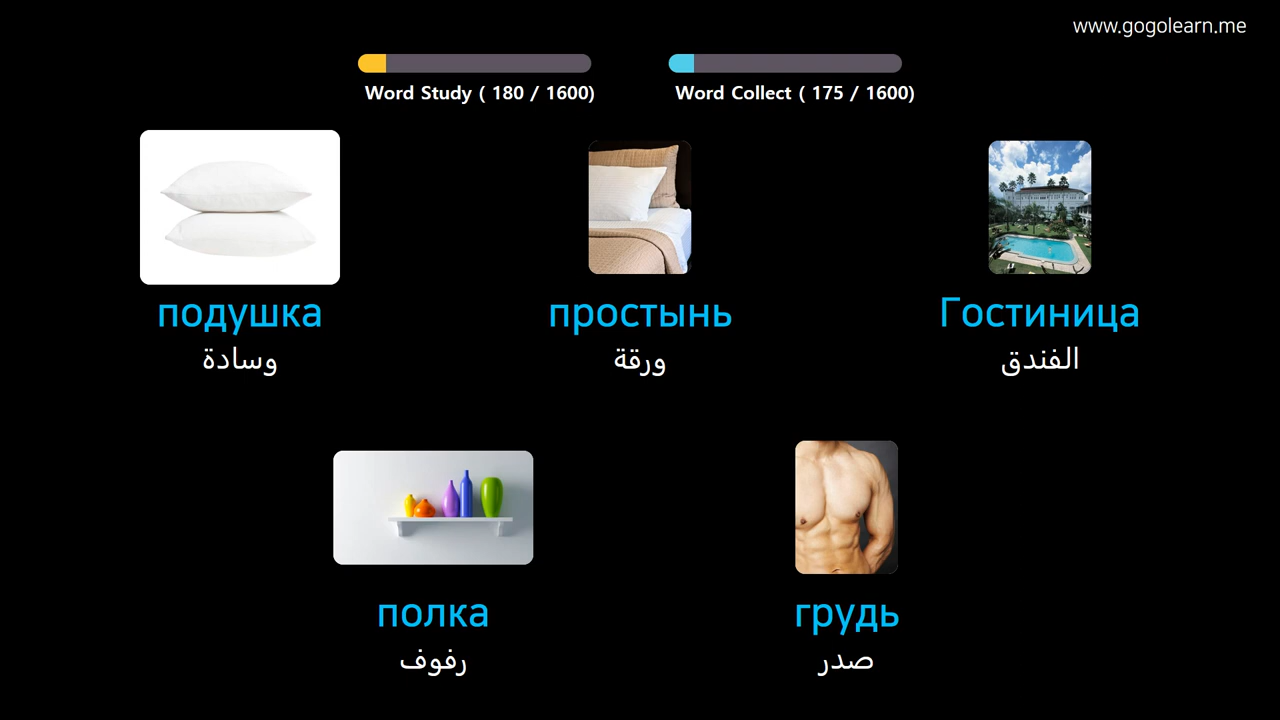 www.gogolearn.me
Word Study ( 180 / 1600)
Word Collect ( 175 / 1600)
подушка
وسادة
простынь
ورقة
Гостиница
الفندق
полка
رفوف
грудь
صدر